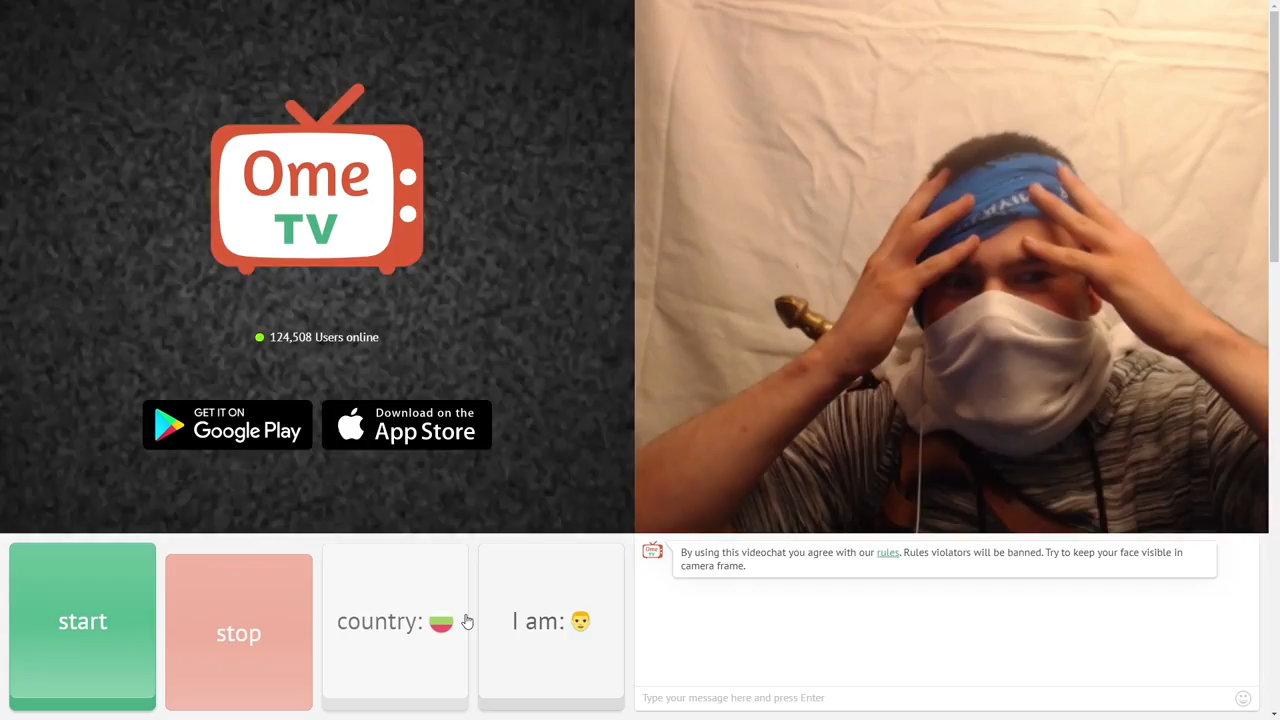 Ome
TV
124,508 Users online
GET IT ON
Google Play
Download on the
App Store
start
stop
country:
I am:
Ome
TV
By using this videochat you agree with our rules. Rules violators will be banned. Try to keep your face visible in
camera frame.
Type your message here and press Enter